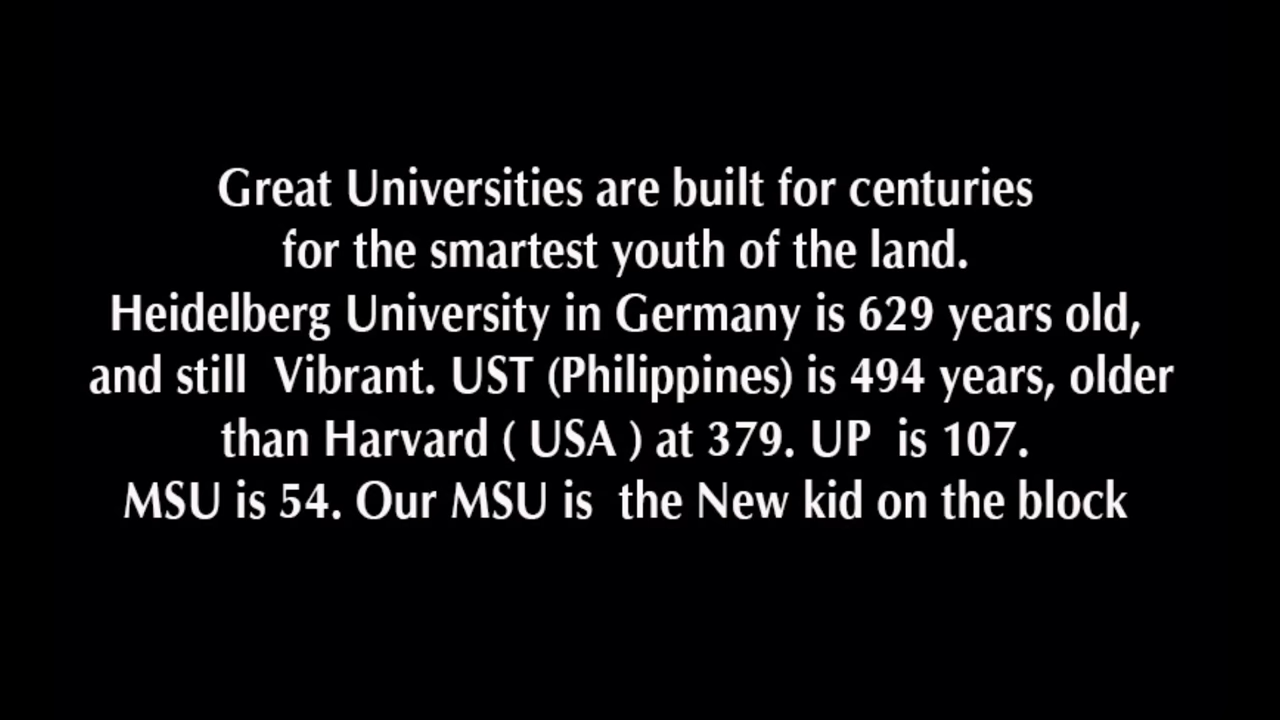 Great Universities are built for centuries
for the smartest youth of the land.
Heidelberg University in Germany is 629 years old,
and still  Vibrant. UST (Philippines) is 494 years, older
than Harvard ( USA ) at 379. UP  is 107.
MSU is 54. Our MSU is  the New kid on the block